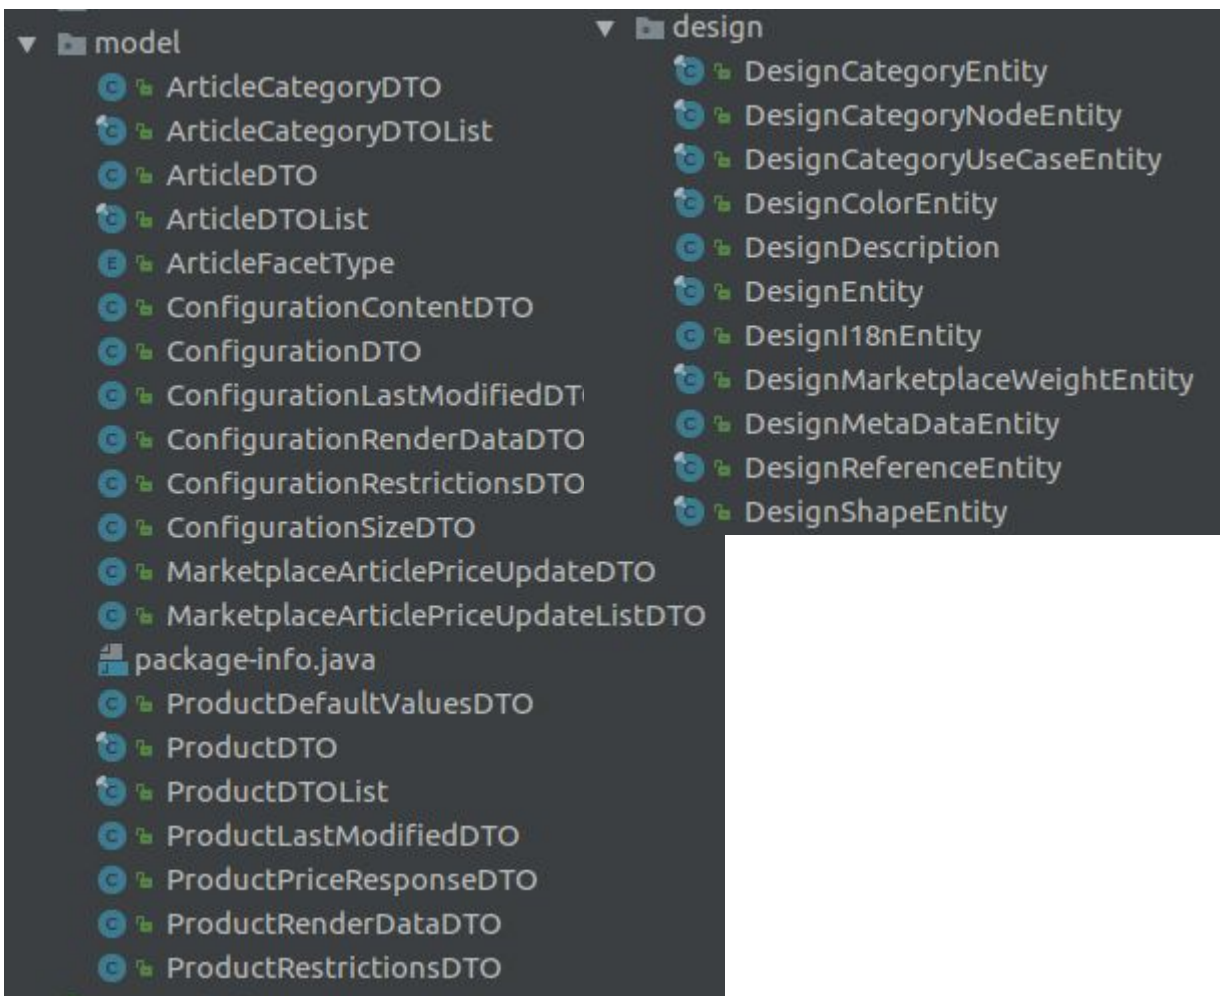 model
ArticleCategoryDTO
ArticleCategoryDTOList
ArticleDTO
ArticleDTOList
ArticleFacetType
ConfigurationContentDTO
ConfigurationDTO
ConfigurationLastModifiedDT
ConfigurationRenderDataDTO
ConfigurationRestrictionsDTO
ConfigurationSizeDTO
MarketplaceArticlePriceUpdateDTO
MarketplaceArticlePriceUpdateListDTO
package-info.java
ProductDefaultValuesDTO
ProductDTO
ProductDTOList
ProductLastModifiedDTO
ProductPriceResponseDTO
ProductRenderDataDTO
ProductRestrictionsDTO
design
DesignCategoryEntity
DesignCategoryNodeEntity
DesignCategoryUseCaseEntity
DesignColorEntity
DesignDescription
DesignEntity
DesignI18nEntity
DesignMarketplaceWeightEntity
DesignMetaDataEntity
DesignReferenceEntity
DesignShapeEntity